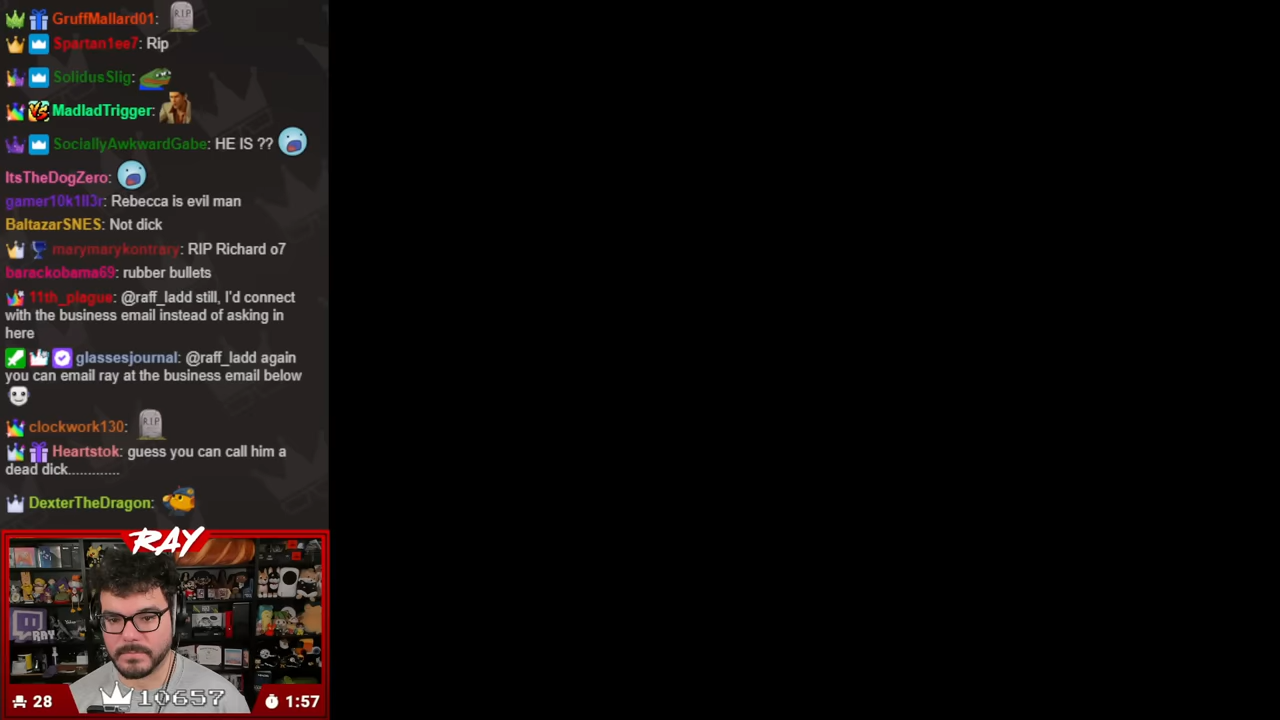 GruffMallard01:
Spartan1ee7: Rip
SolidusSlig:
MadladTrigger:
SociallyAwkwardGabe: HE IS ??
ItsTheDogZero:
gamer10k1ll3r: Rebecca is evil man
BaltazarSNES: Not dick
marymarykontrary: RIP Richard o7
barackobama69: rubber bullets
11th_plague: @raff_ladd still, I'd connect
with the business email instead of asking in
here
glassesjournal: @raff_ladd again
you can email ray at the business email below
clockwork130:
RIP
Heartstok: guess you can call him a
dead dick.............
DexterTheDragon:
RAY
RAY
28
10657
1:57